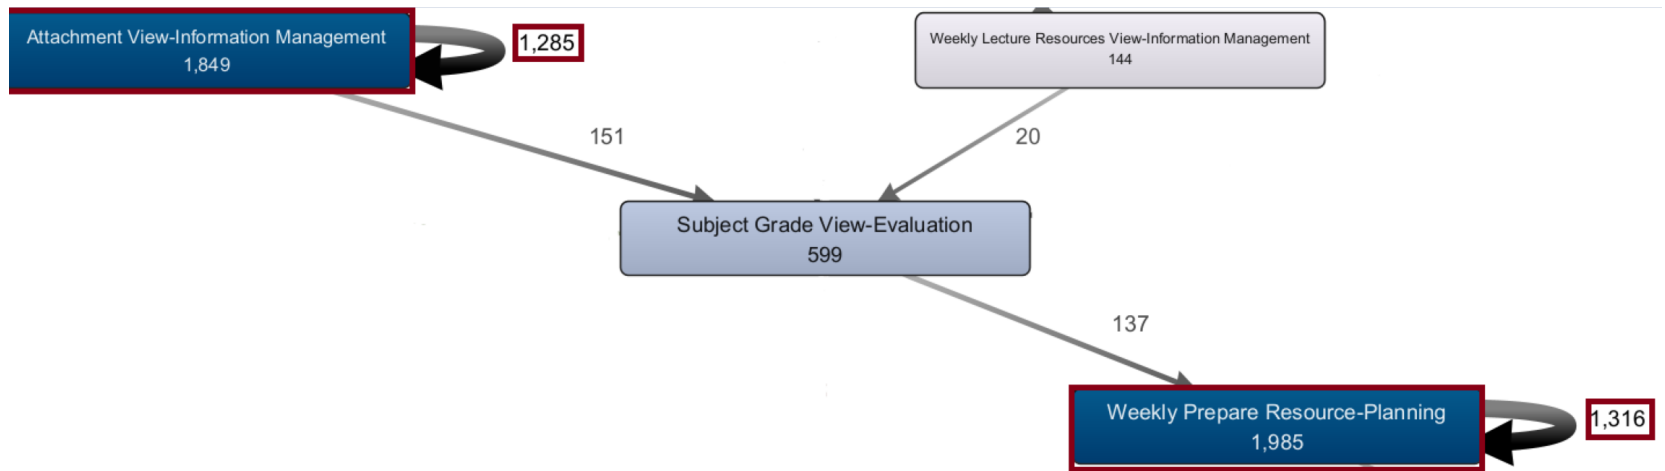 Attachment View-Information Management
1,849
1,285
Weekly Lecture Resources View-Information Management
144
151
20
Subject Grade View-Evaluation
599
137
Weekly Prepare Resource-Planning
1,985
1,316